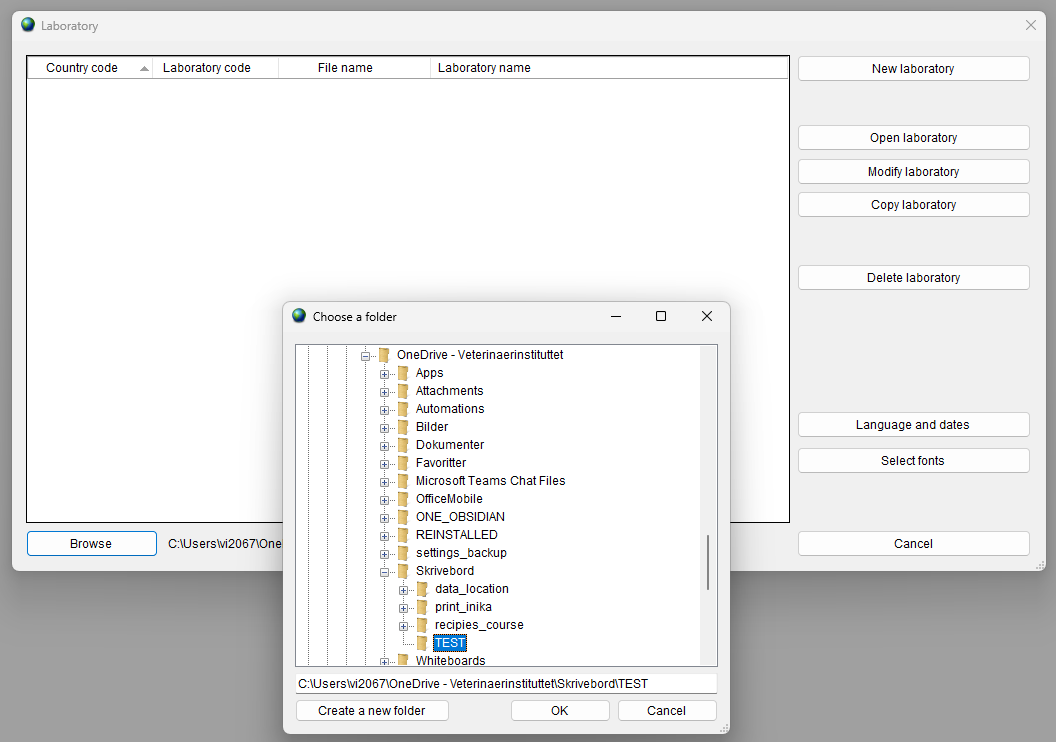 Laboratory
Country code Laboratory code File name Laboratory name
New laboratory
Open laboratory
Modify laboratory
Copy laboratory
Delete laboratory
Language and dates
Select fonts
Cancel
Browse C:\Users\vi2067\One
Choose a folder
OneDrive - Veterinaerinstituttet
Apps
Attachments
Automations
Bilder
Dokumenter
Favoritter
Microsoft Teams Chat Files
OfficeMobile
ONE_OBSIDIAN
REINSTALLED
settings_backup
Skrivebord
data_location
print_inika
recipies_course
TEST
Whiteboards
C:\Users\vi2067\OneDrive - Veterinaerinstituttet\Skrivebord\TEST
Create a new folder OK Cancel